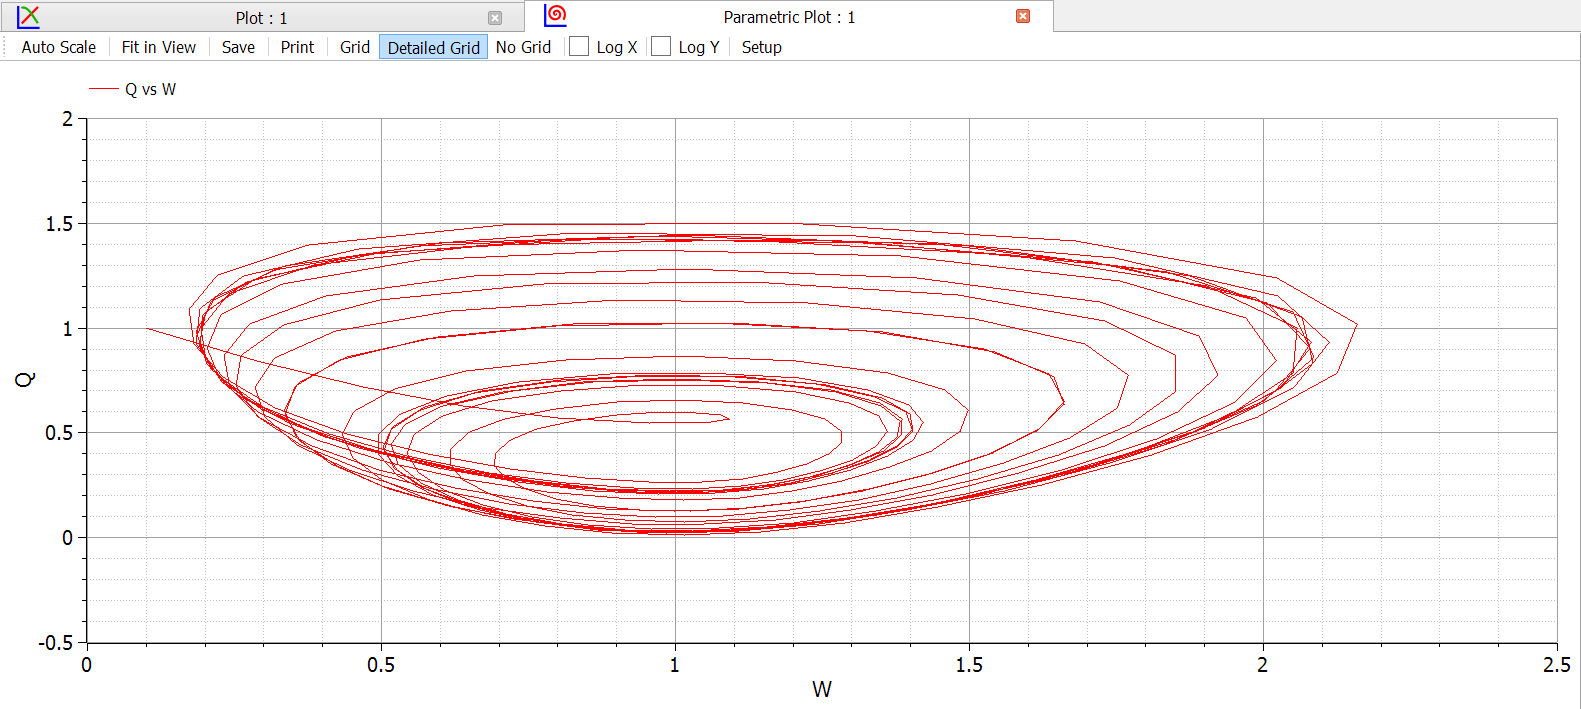 Plot : 1
Parametric Plot : 1
Auto Scale Fit in View Save Print Grid Detailed Grid No Grid Log X Log Y Setup
Q vs W
2
1.5
1
0.5
0
-0.5
Q
0 0.5 1 1.5 2 2.5
W